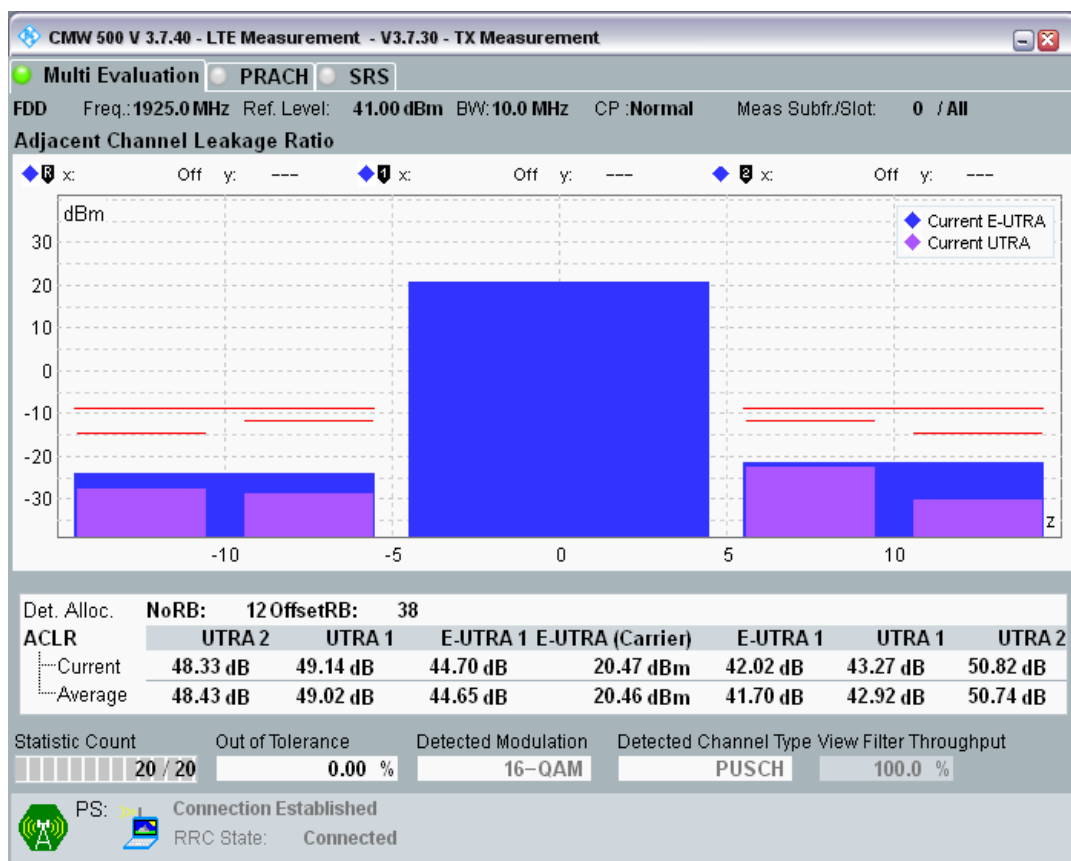 CMW 500 V 3.7.40 - LTE Measurement - V3.7.30 - TX Measurement
Multi Evaluation PRACH SRS
FDD Freq.: 1925.0 MHz Ref. Level: 41.00 dBm BW: 10.0 MHz CP :Normal Meas Subfr./Slot: 0 / All
Adjacent Channel Leakage Ratio
R x: Off y: --- 1 x: Off y: --- 2 x: Off y: ---
dBm
Current E-UTRA
Current UTRA
30
20
10
0
-10
-20
-30
z
-10 -5 0 5 10
Det. Alloc. NoRB: 12 OffsetRB: 38
ACLR UTRA 2 UTRA 1 E-UTRA 1 E-UTRA (Carrier) E-UTRA 1 UTRA 1 UTRA 2
Current 48.33 dB 49.14 dB 44.70 dB 20.47 dBm 42.02 dB 43.27 dB 50.82 dB
Average 48.43 dB 49.02 dB 44.65 dB 20.46 dBm 41.70 dB 42.92 dB 50.74 dB
Statistic Count Out of Tolerance Detected Modulation Detected Channel Type View Filter Throughput
20 / 20 0.00 % 16-QAM PUSCH 100.0 %
PS: Connection Established
RRC State: Connected